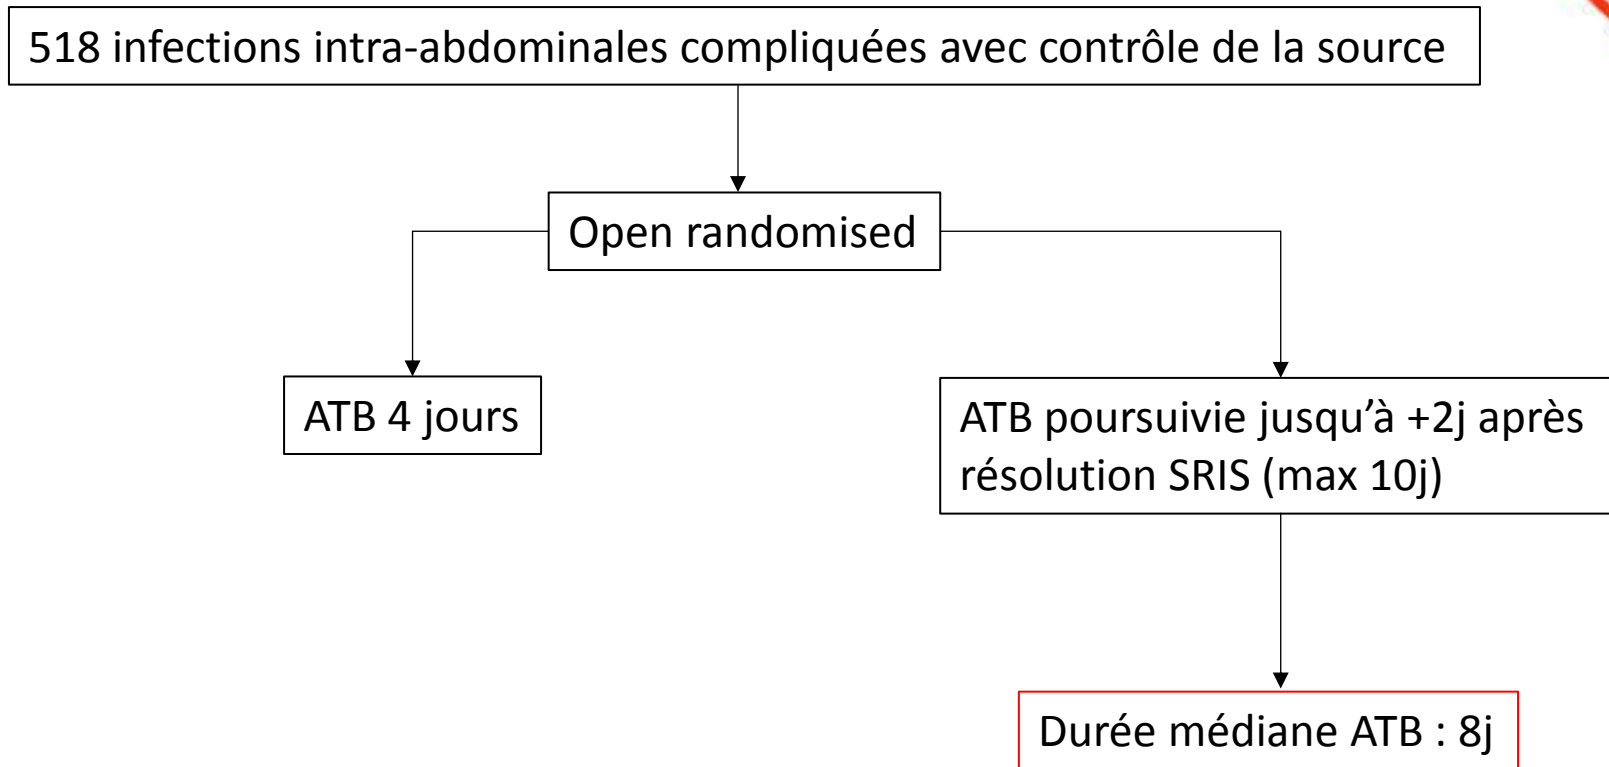 518 infections intra-abdominales compliquées avec contrôle de la source
Open randomised
ATB 4 jours
ATB poursuivie jusqu’à +2j après
résolution SRIS (max 10j)
Durée médiane ATB : 8j